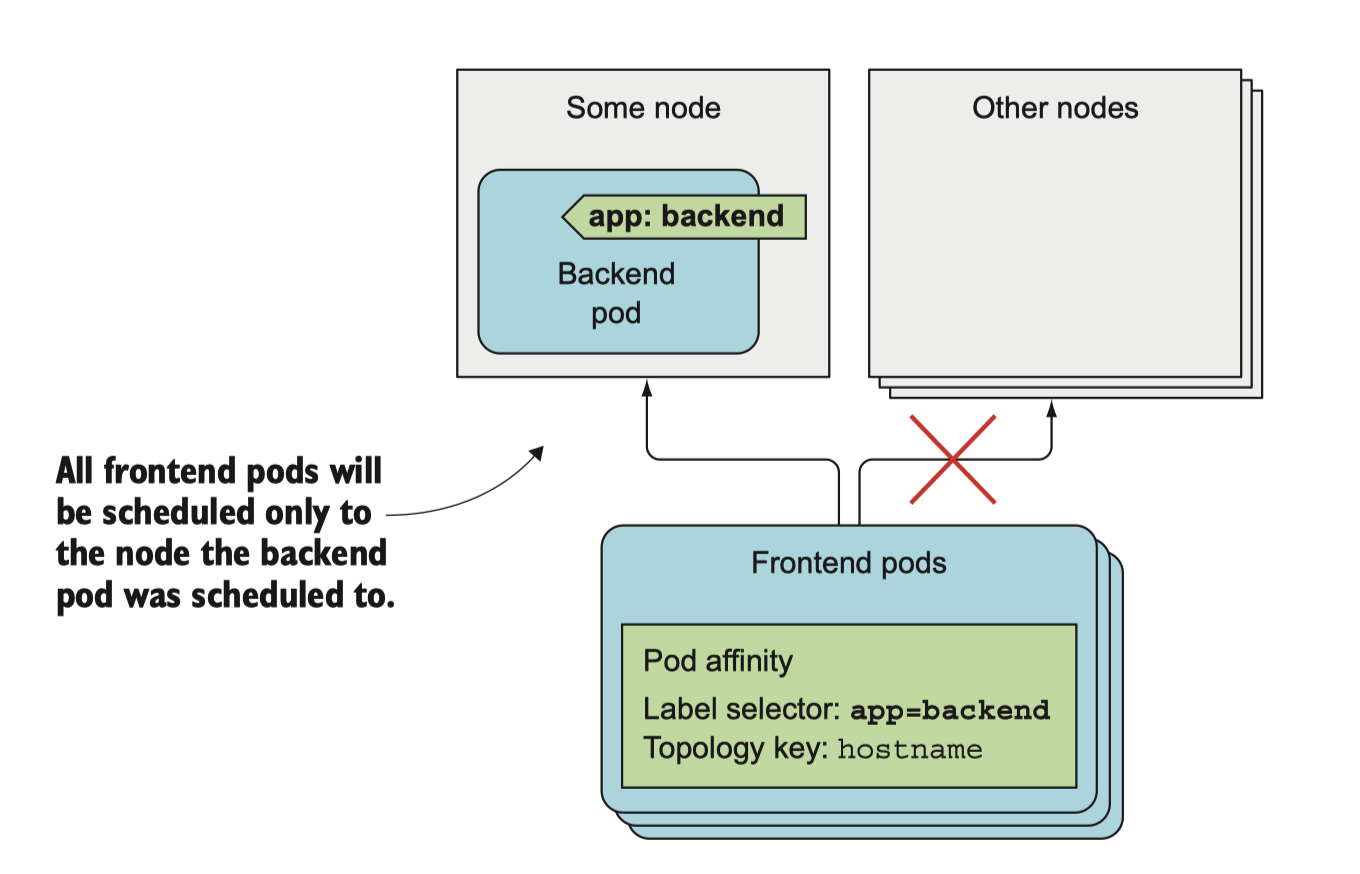 Some node
Other nodes
app: backend
Backend
pod
All frontend pods will
be scheduled only to
the node the backend
pod was scheduled to.
Frontend pods
Pod affinity
Label selector: app=backend
Topology key: hostname